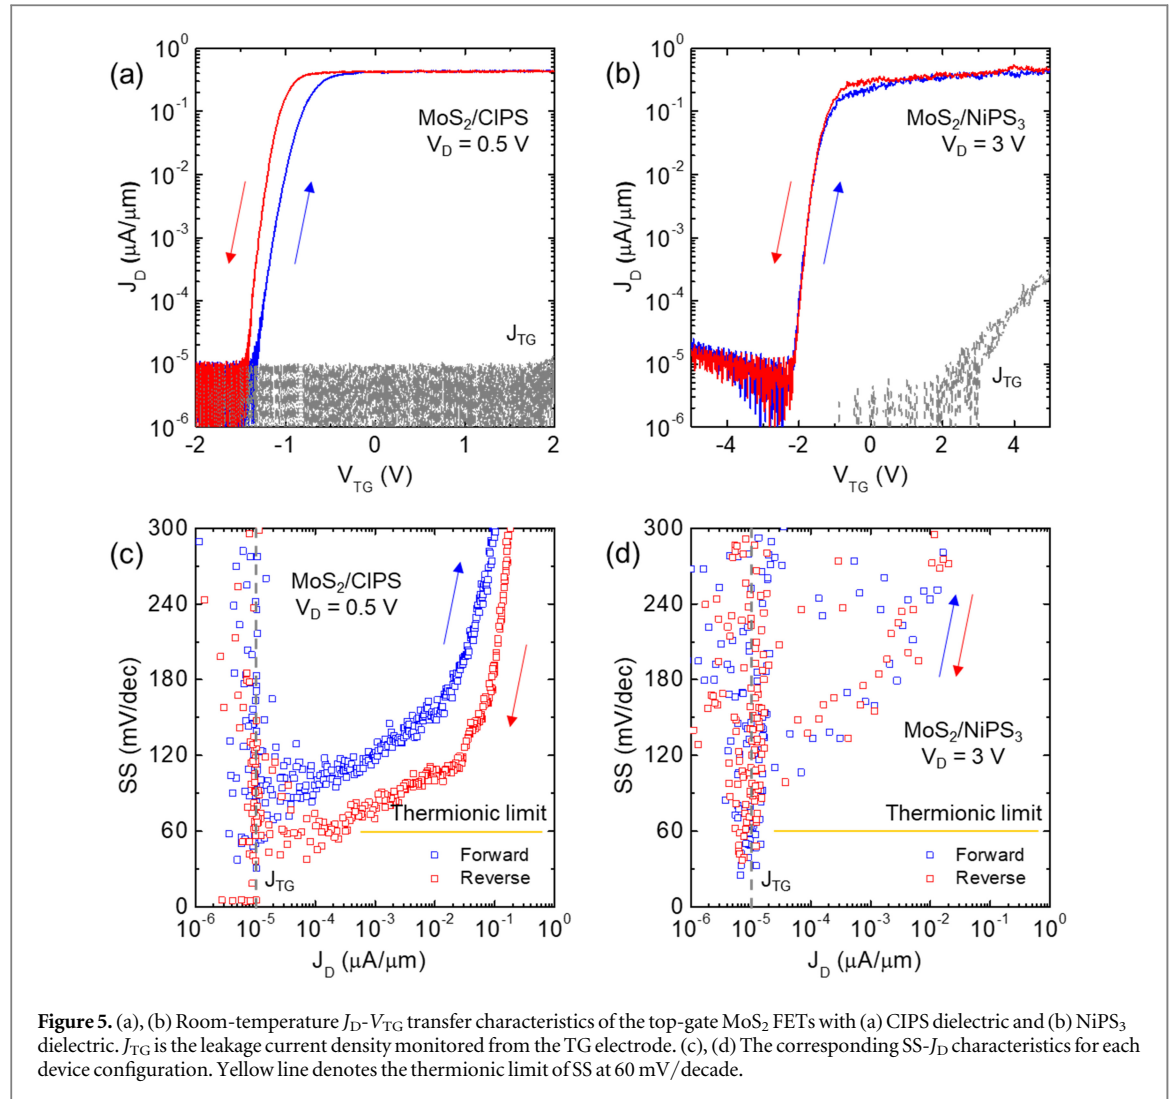 (a)
MoS₂/CIPS
V_D = 0.5 V
J_TG
10⁰
10⁻¹
10⁻²
10⁻³
10⁻⁴
10⁻⁵
10⁻⁶
J_D (μA/μm)
-2 -1 0 1 2
V_TG (V)
(b)
MoS₂/NiPS₃
V_D = 3 V
J_TG
10⁰
10⁻¹
10⁻²
10⁻³
10⁻⁴
10⁻⁵
10⁻⁶
J_D (μA/μm)
-4 -2 0 2 4
V_TG (V)
(c)
MoS₂/CIPS
V_D = 0.5 V
Thermionic limit
Forward
Reverse
J_TG
300
240
180
120
60
0
SS (mV/dec)
10⁻⁶ 10⁻⁵ 10⁻⁴ 10⁻³ 10⁻² 10⁻¹ 10⁰
J_D (μA/μm)
(d)
MoS₂/NiPS₃
V_D = 3 V
Thermionic limit
Forward
Reverse
J_TG
300
240
180
120
60
0
SS (mV/dec)
10⁻⁶ 10⁻⁵ 10⁻⁴ 10⁻³ 10⁻² 10⁻¹ 10⁰
J_D (μA/μm)
Figure 5. (a), (b) Room-temperature J_D-V_TG transfer characteristics of the top-gate MoS₂ FETs with (a) CIPS dielectric and (b) NiPS₃
dielectric. J_TG is the leakage current density monitored from the TG electrode. (c), (d) The corresponding SS-J_D characteristics for each
device configuration. Yellow line denotes the thermionic limit of SS at 60 mV/decade.